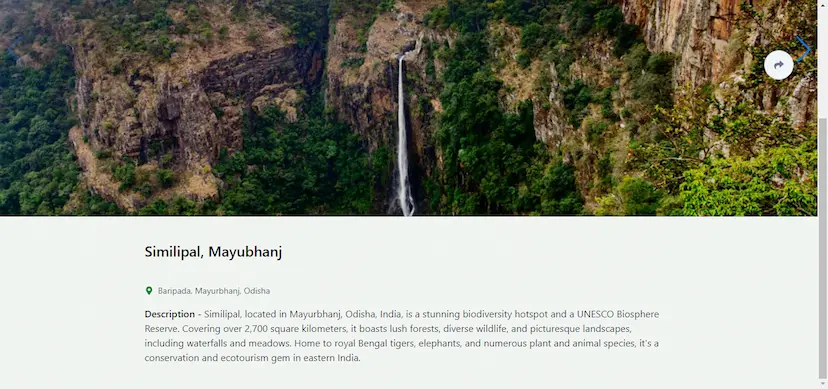 Similipal, Mayubhanj
Baripada, Mayurbhanj, Odisha
Description - Similipal, located in Mayurbhanj, Odisha, India, is a stunning biodiversity hotspot and a UNESCO Biosphere
Reserve. Covering over 2,700 square kilometers, it boasts lush forests, diverse wildlife, and picturesque landscapes,
including waterfalls and meadows. Home to royal Bengal tigers, elephants, and numerous plant and animal species, it's a
conservation and ecotourism gem in eastern India.